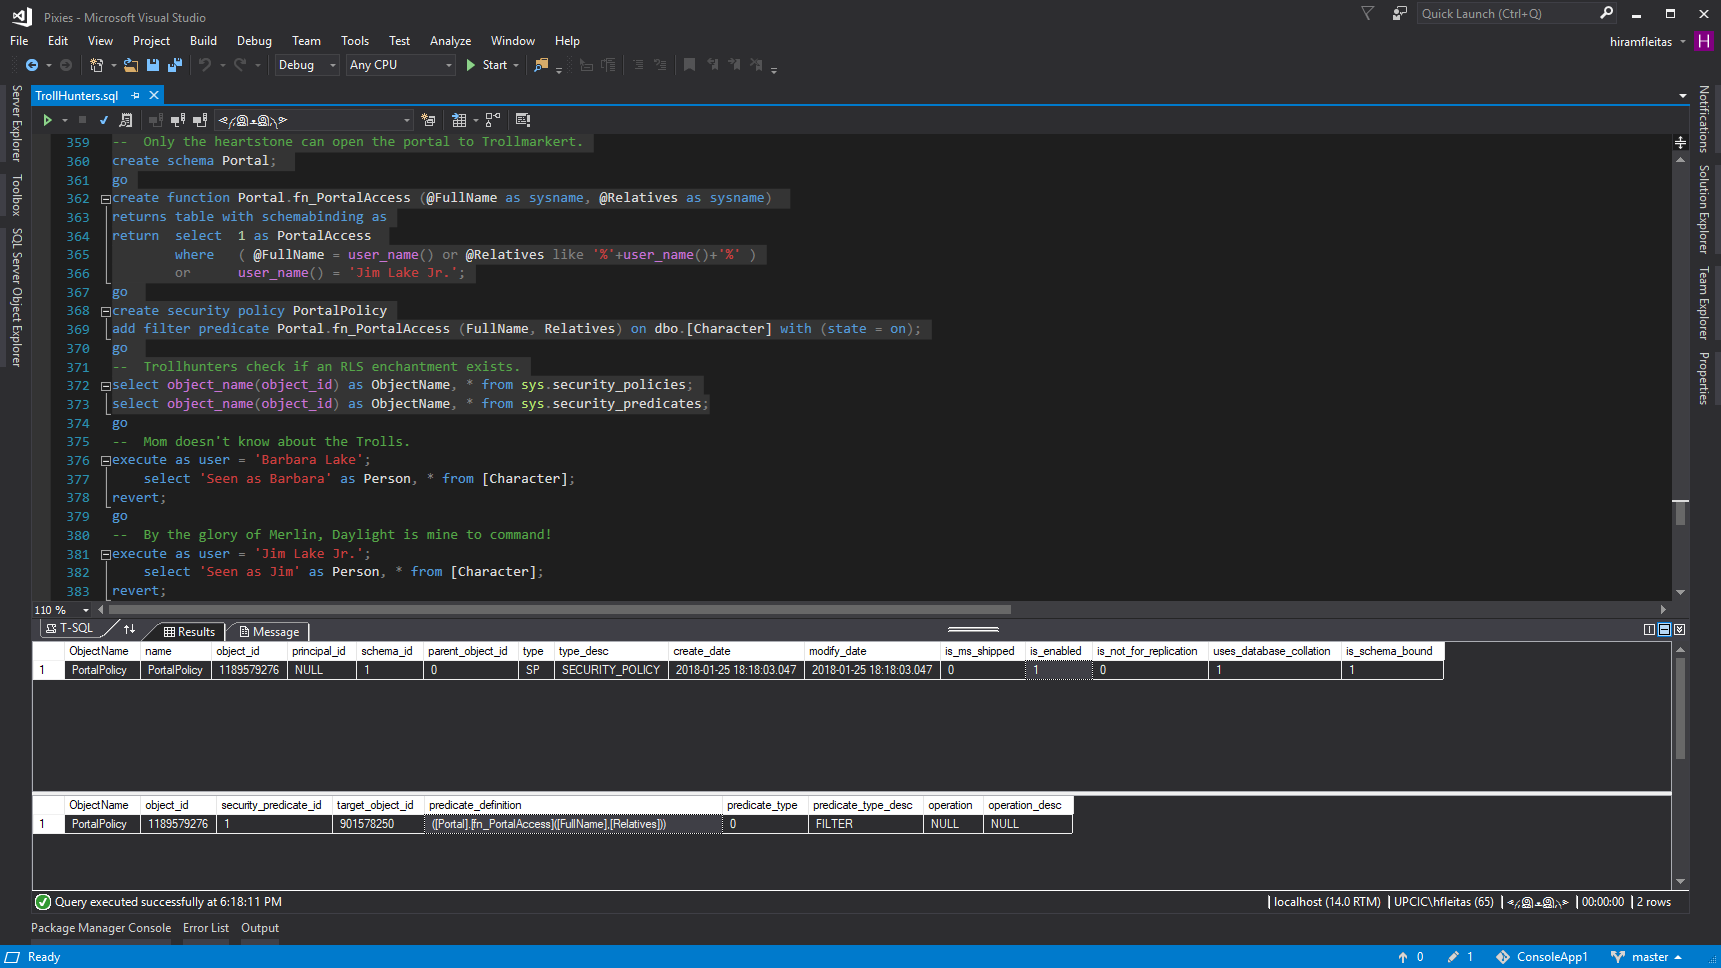 Pixies - Microsoft Visual Studio
Quick Launch (Ctrl+Q)
File Edit View Project Build Debug Team Tools Test Analyze Window Help
hiramfleitas H
Debug Any CPU Start
Server Explorer
Toolbox
SQL Server Object Explorer
TrollHunters.sql
359 -- Only the heartstone can open the portal to Trollmarkert.
360 create schema Portal;
361 go
362 create function Portal.fn_PortalAccess (@FullName as sysname, @Relatives as sysname)
363 returns table with schemabinding as
364 return select 1 as PortalAccess
365 where ( @FullName = user_name() or @Relatives like '%'+user_name()+'%' )
366 or user_name() = 'Jim Lake Jr.';
367 go
368 create security policy PortalPolicy
369 add filter predicate Portal.fn_PortalAccess (FullName, Relatives) on dbo.[Character] with (state = on);
370 go
371 -- Trollhunters check if an RLS enchantment exists.
372 select object_name(object_id) as ObjectName, * from sys.security_policies;
373 select object_name(object_id) as ObjectName, * from sys.security_predicates;
374 go
375 -- Mom doesn't know about the Trolls.
376 execute as user = 'Barbara Lake';
377 select 'Seen as Barbara' as Person, * from [Character];
378 revert;
379 go
380 -- By the glory of Merlin, Daylight is mine to command!
381 execute as user = 'Jim Lake Jr.';
382 select 'Seen as Jim' as Person, * from [Character];
383 revert;
Notifications
Solution Explorer
Team Explorer
Properties
110 %
T-SQL Results Message
ObjectName name object_id principal_id schema_id parent_object_id type type_desc create_date modify_date is_ms_shipped is_enabled is_not_for_replication uses_database_collation is_schema_bound
1 PortalPolicy PortalPolicy 1189579276 NULL 1 0 SP SECURITY_POLICY 2018-01-25 18:18:03.047 2018-01-25 18:18:03.047 0 1 0 1 1
ObjectName object_id security_predicate_id target_object_id predicate_definition predicate_type predicate_type_desc operation operation_desc
1 PortalPolicy 1189579276 1 901578250 ([Portal].[fn_PortalAccess]([FullName],[Relatives])) 0 FILTER NULL NULL
Query executed successfully at 6:18:11 PM
localhost (14.0 RTM) UPCIC\hfleitas (65) 00:00:00 2 rows
Package Manager Console Error List Output
Ready
0 1 ConsoleApp1 master